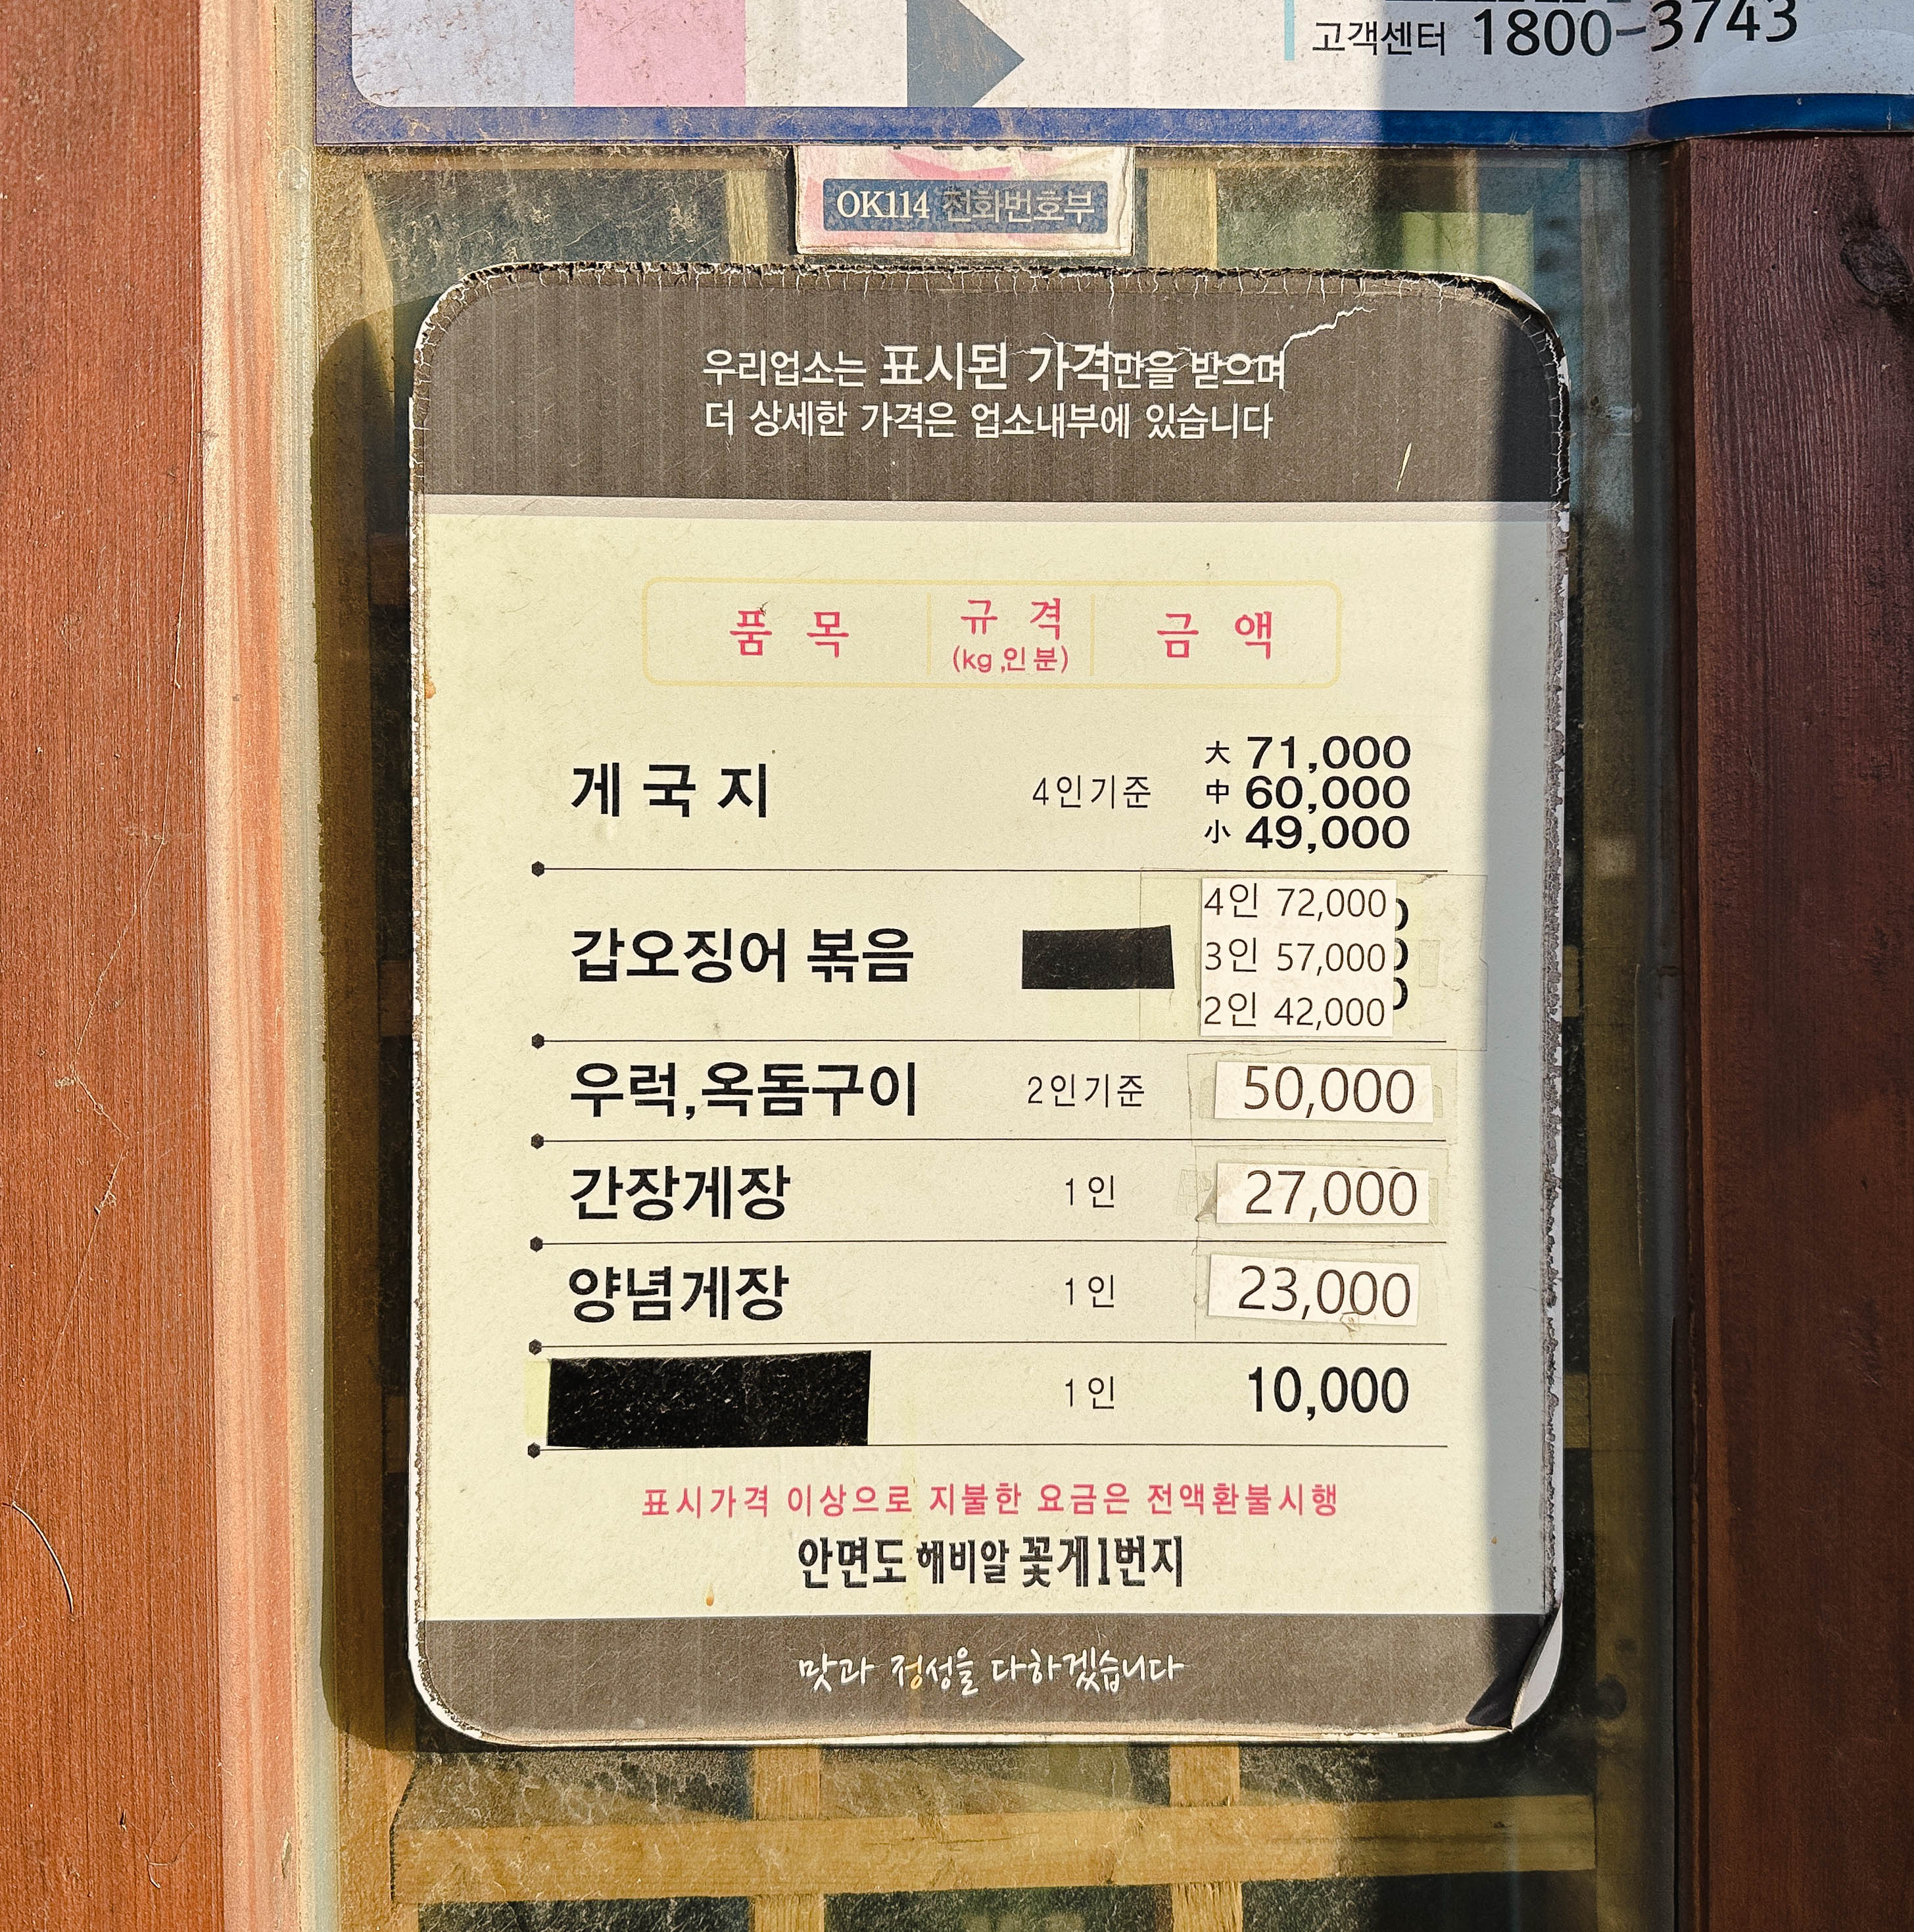 고객센터 1800-3743
OK114 전화번호부
우리업소는 표시된 가격만을 받으며
더 상세한 가격은 업소내부에 있습니다
품 목 규 격 금 액
(kg,인분)
게국지 4인기준 大 71,000
中 60,000
小 49,000
갑오징어 볶음 4인 72,000
3인 57,000
2인 42,000
우럭,옥돔구이 2인기준 50,000
간장게장 1인 27,000
양념게장 1인 23,000
1인 10,000
표시가격 이상으로 지불한 요금은 전액환불시행
안면도 해비알 꽃게1번지
맛과 정성을 다하겠습니다